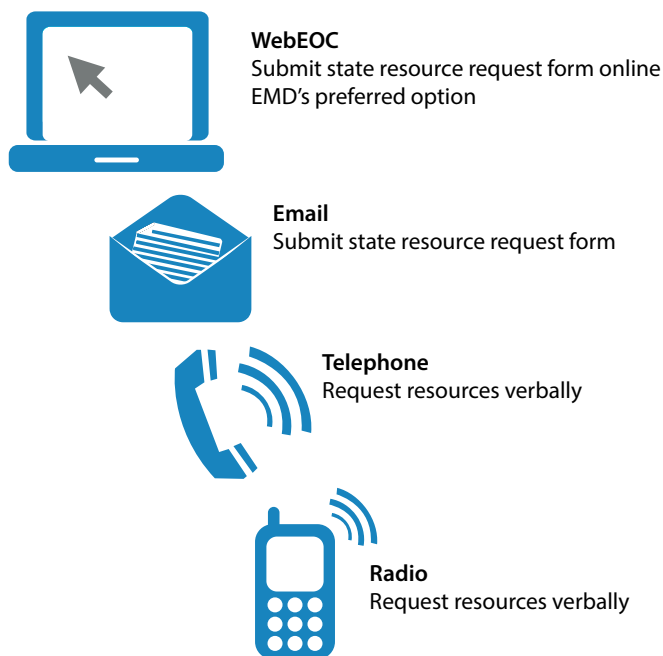 WebEOC
Submit state resource request form online
EMD’s preferred option
Email
Submit state resource request form
Telephone
Request resources verbally
Radio
Request resources verbally